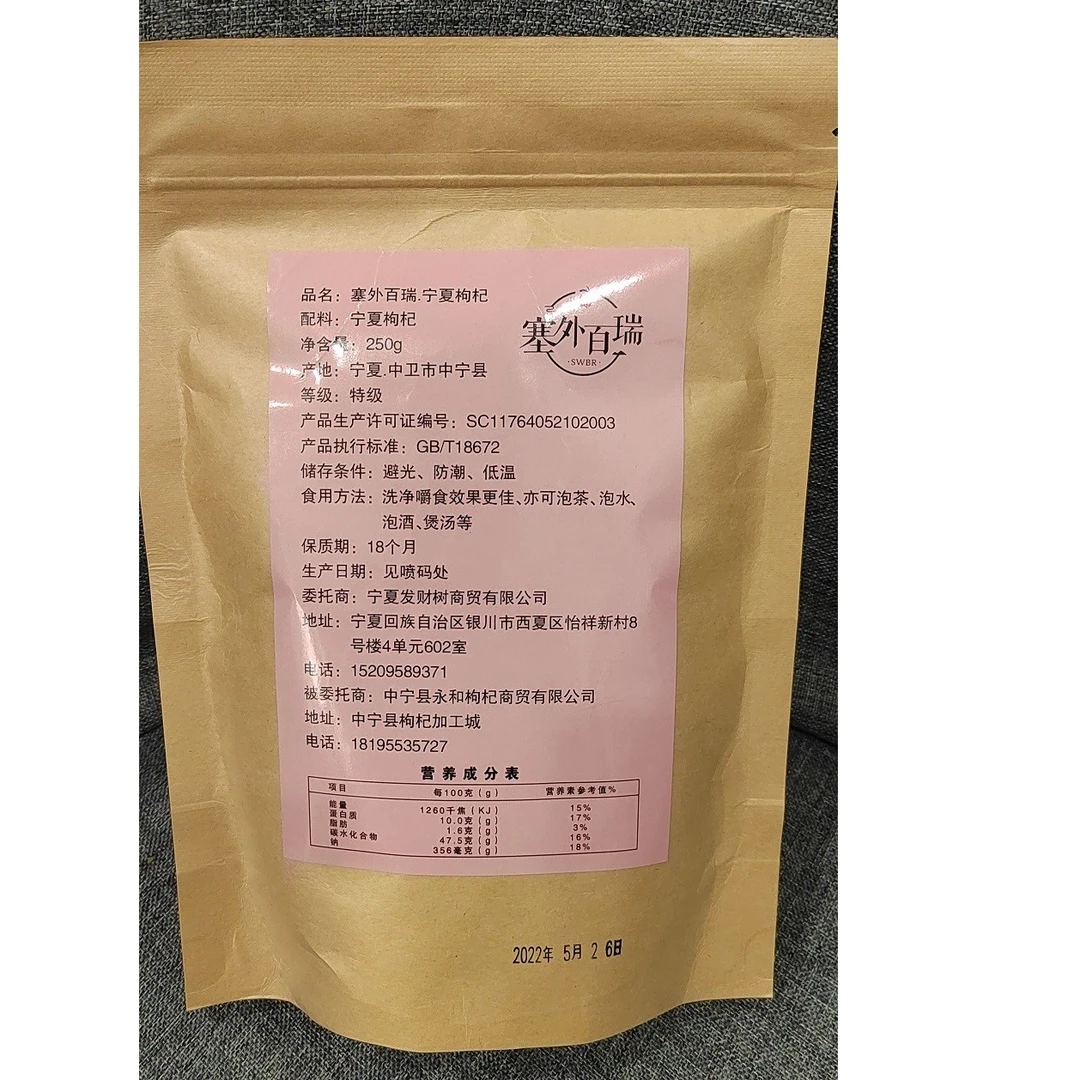 品名：塞外百瑞.宁夏枸杞
配料：宁夏枸杞
净含量：250g
产地：宁夏.中卫市中宁县
等级：特级
塞外百瑞
·SWBR·
产品生产许可证编号：SC11764052102003
产品执行标准：GB/T18672
储存条件：避光、防潮、低温
食用方法：洗净嚼食效果更佳、亦可泡茶、泡水、
泡酒、煲汤等
保质期：18个月
生产日期：见喷码处
委托商：宁夏发财树商贸有限公司
地址：宁夏回族自治区银川市西夏区怡祥新村8
号楼4单元602室
电话：15209589371
被委托商：中宁县永和枸杞商贸有限公司
地址：中宁县枸杞加工城
电话：18195535727
营养成分表
项目 每100克（g） 营养素参考值%
能量 1260千焦（KJ） 15%
蛋白质 10.0克（g） 17%
脂肪 1.6克（g） 3%
碳水化合物 47.5克（g） 16%
钠 356毫克（g） 18%
2022年 5月 2 6日